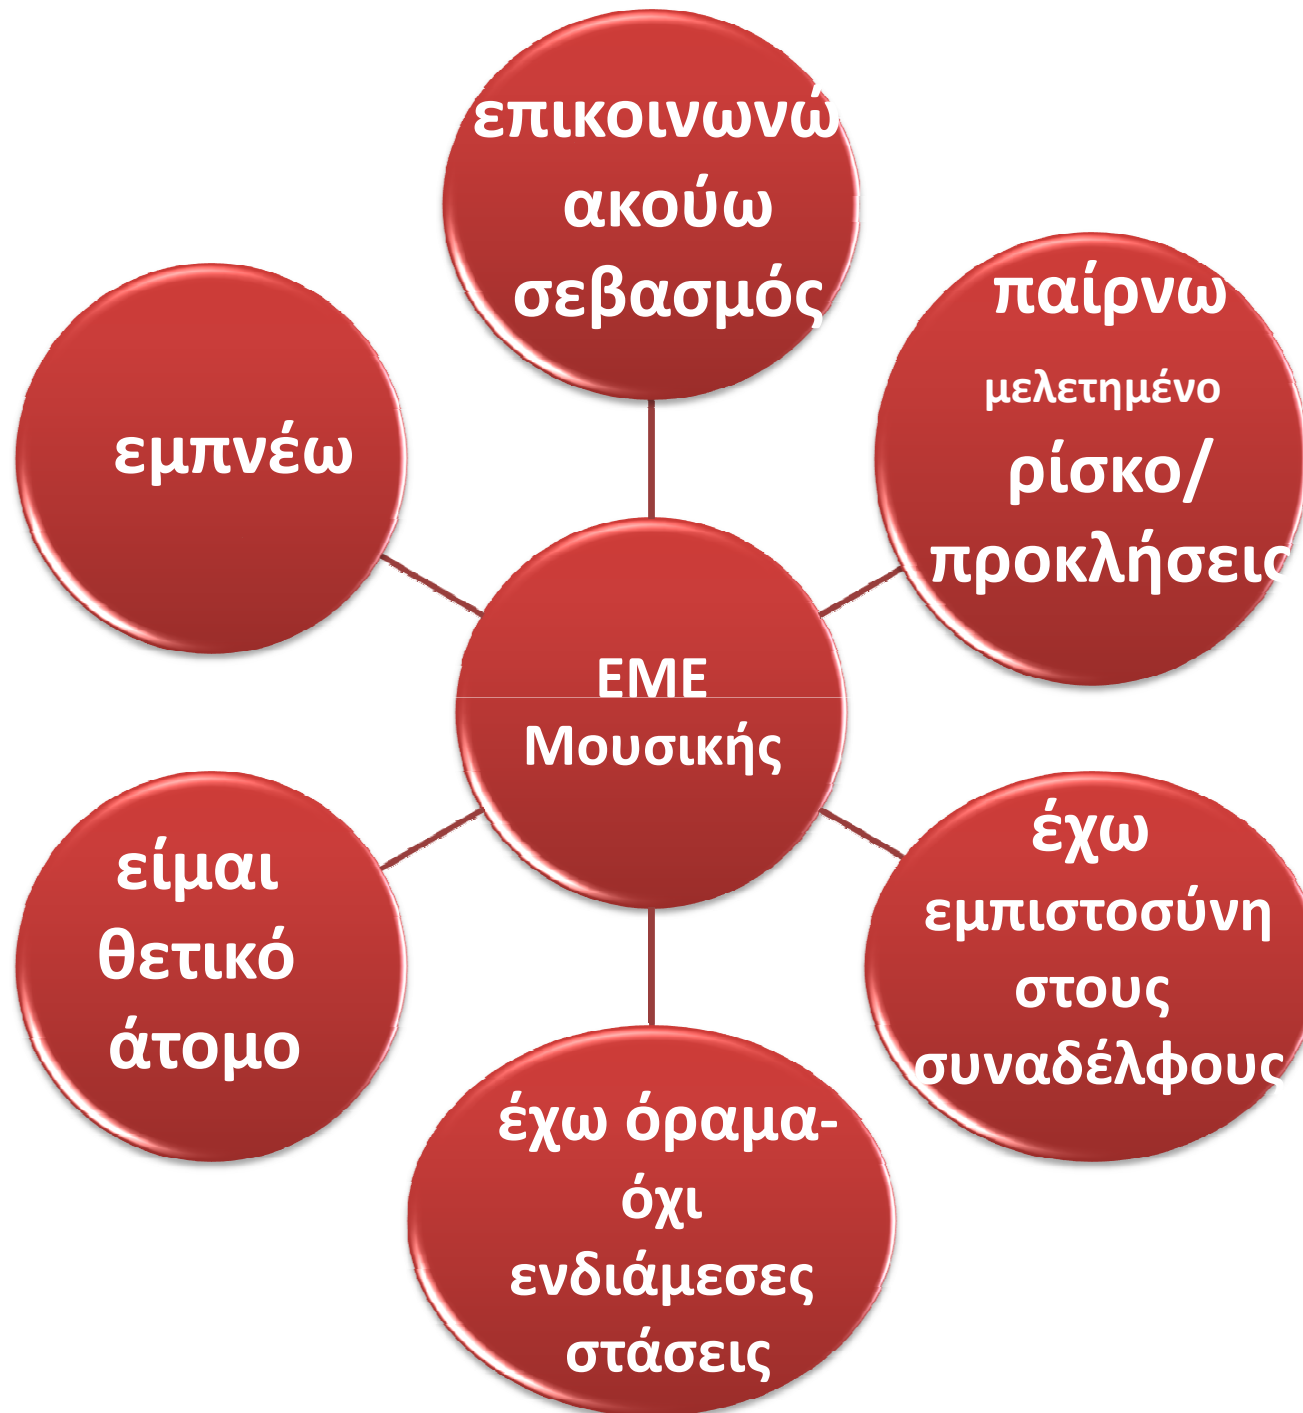 επικοινωνώ
ακούω
σεβασμός
παίρνω
μελετημένο
ρίσκο/
προκλήσεις
έχω
εμπιστοσύνη
στους
συναδέλφους
έχω όραμα-
όχι
ενδιάμεσες
στάσεις
είμαι
θετικό
άτομο
εμπνέω
ΕΜΕ
Μουσικής